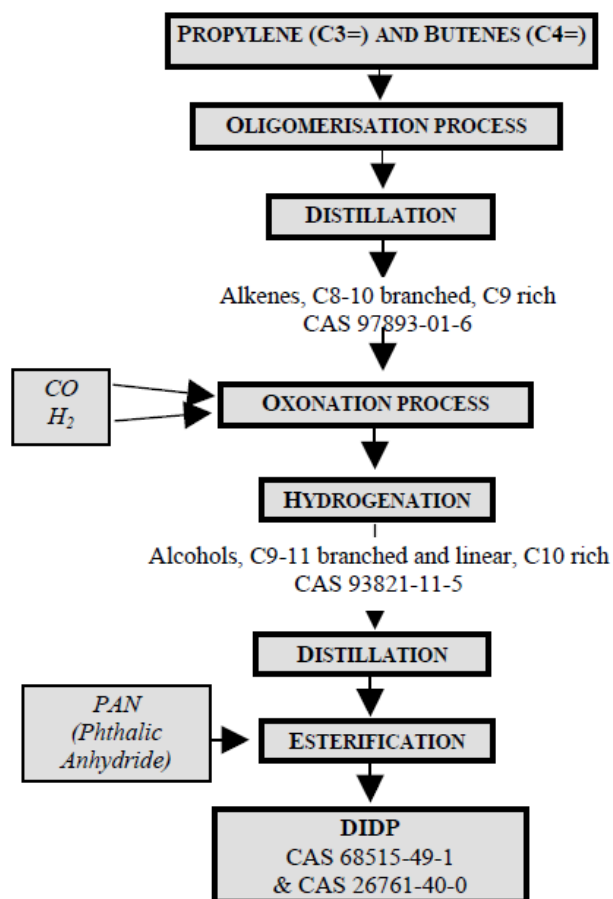 PROPYLENE (C3=) AND BUTENES (C4=)
OLIGOMERISATION PROCESS
DISTILLATION
Alkenes, C8-10 branched, C9 rich
CAS 97893-01-6
CO
H₂
OXONATION PROCESS
HYDROGENATION
Alcohols, C9-11 branched and linear, C10 rich
CAS 93821-11-5
DISTILLATION
PAN
(Phthalic
Anhydride)
ESTERIFICATION
DIDP
CAS 68515-49-1
& CAS 26761-40-0